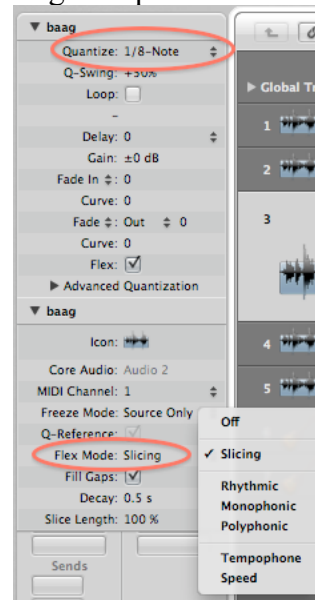 ▼ baag
Quantize: 1/8-Note
Q-Swing: +50%
Loop:
-
Delay: 0
Gain: ±0 dB
Fade In: 0
Curve: 0
Fade: Out 0
Curve: 0
Flex: ✓
▶ Advanced Quantization
▼ baag
Icon:
Core Audio: Audio 2
MIDI Channel: 1
Freeze Mode: Source Only
Q-Reference: ✓
Flex Mode: Slicing
Fill Gaps: ✓
Decay: 0.5 s
Slice Length: 100 %
Sends
▶ Global Tr
1
2
3
4
5
Off
✓ Slicing
Rhythmic
Monophonic
Polyphonic
Tempophone
Speed